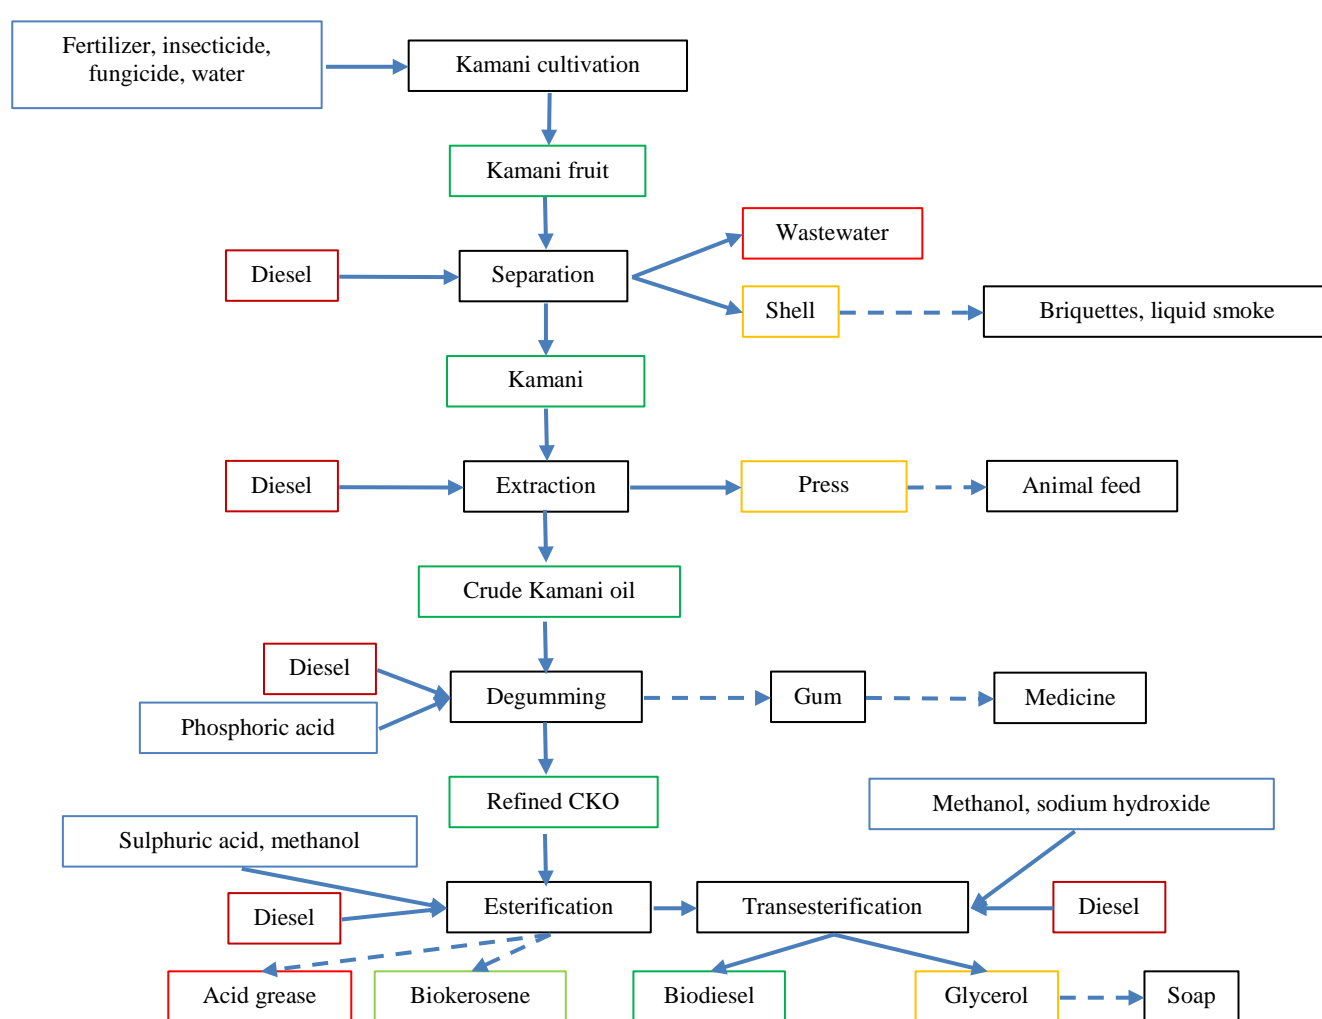 Fertilizer, insecticide,
fungicide, water
Kamani cultivation
Kamani fruit
Wastewater
Diesel
Separation
Shell
Briquettes, liquid smoke
Kamani
Diesel
Extraction
Press
Animal feed
Crude Kamani oil
Diesel
Degumming
Gum
Medicine
Phosphoric acid
Refined CKO
Methanol, sodium hydroxide
Sulphuric acid, methanol
Diesel
Esterification
Transesterification
Diesel
Acid grease
Biokerosene
Biodiesel
Glycerol
Soap